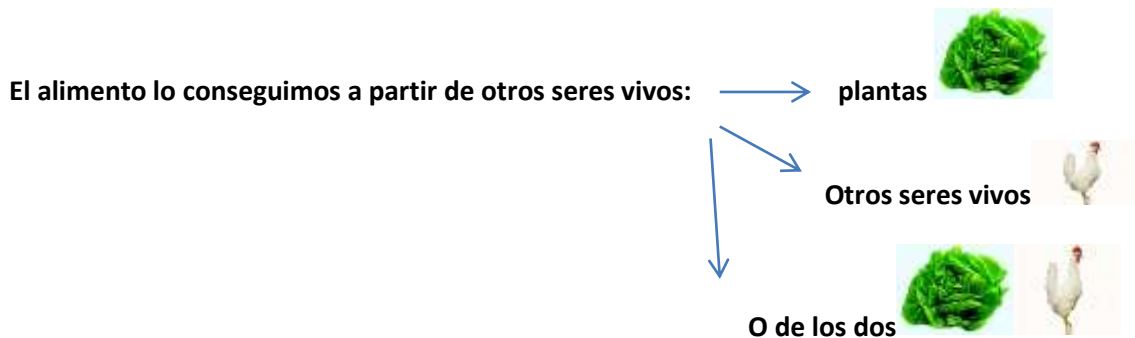 El alimento lo conseguimos a partir de otros seres vivos: plantas
Otros seres vivos
O de los dos